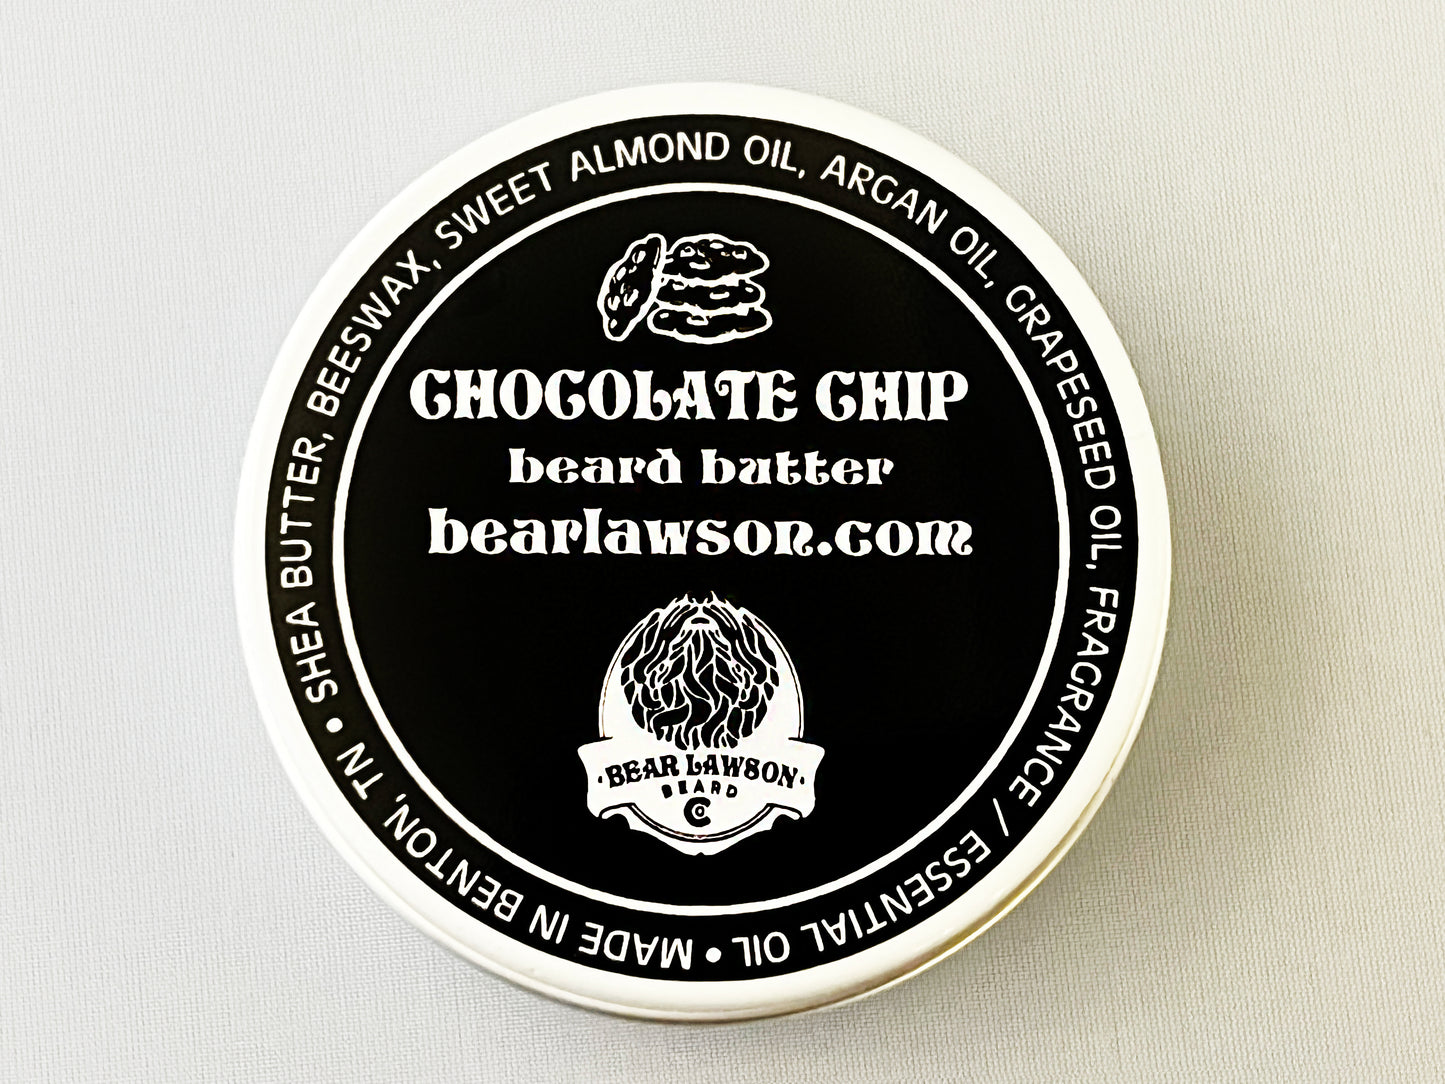 CHOCOLATE CHIP
beard butter
bearlawson.com
·BEAR LAWSON·
BEARD
Co
SHEA BUTTER, BEESWAX, SWEET ALMOND OIL, ARGAN OIL, GRAPESEED OIL, FRAGRANCE / ESSENTIAL OIL • MADE IN BENTON, TN •